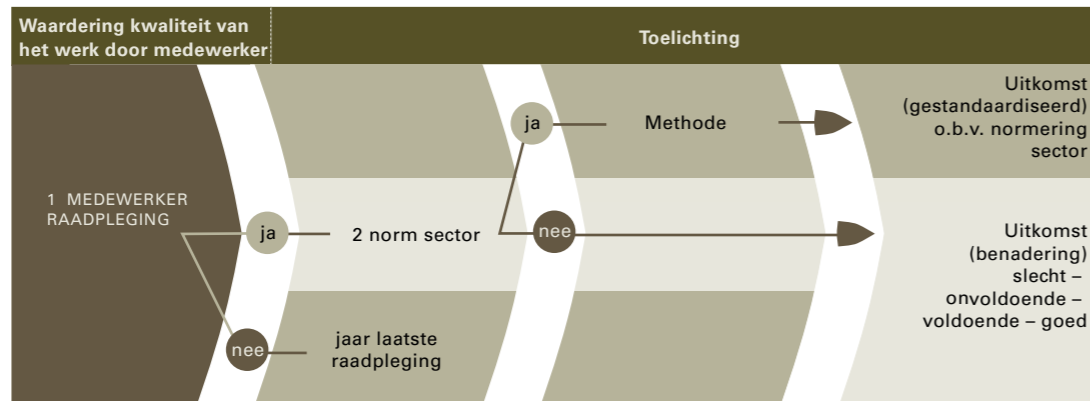 Waardering kwaliteit van
het werk door medewerker
Toelichting
1 MEDEWERKER
RAADPLEGING
ja
nee
2 norm sector
jaar laatste
raadpleging
ja
nee
Methode
Uitkomst
(gestandaardiseerd)
o.b.v. normering
sector
Uitkomst
(benadering)
slecht –
onvoldoende –
voldoende – goed